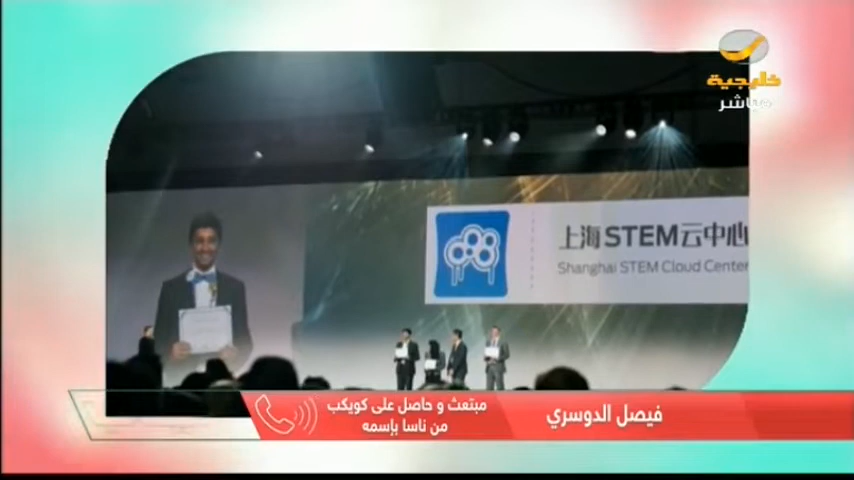 خليجية
مباشر
上海STEM云中心
Shanghai STEM Cloud Center
فيصل الدوسري
مبتعث و حاصل على كويكب
من ناسا بإسمه